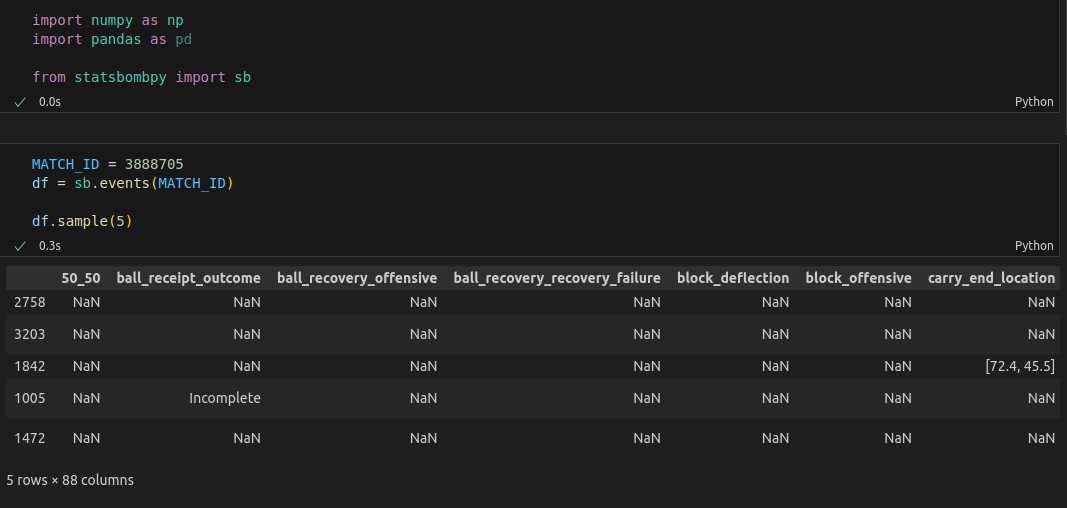 import numpy as np
import pandas as pd
from statsbombpy import sb
✓ 0.0s Python
MATCH_ID = 3888705
df = sb.events(MATCH_ID)
df.sample(5)
✓ 0.3s Python
50_50 ball_receipt_outcome ball_recovery_offensive ball_recovery_recovery_failure block_deflection block_offensive carry_end_location
2758 NaN NaN NaN NaN NaN NaN NaN
3203 NaN NaN NaN NaN NaN NaN NaN
1842 NaN NaN NaN NaN NaN NaN [72.4, 45.5]
1005 NaN Incomplete NaN NaN NaN NaN NaN
1472 NaN NaN NaN NaN NaN NaN NaN
5 rows × 88 columns